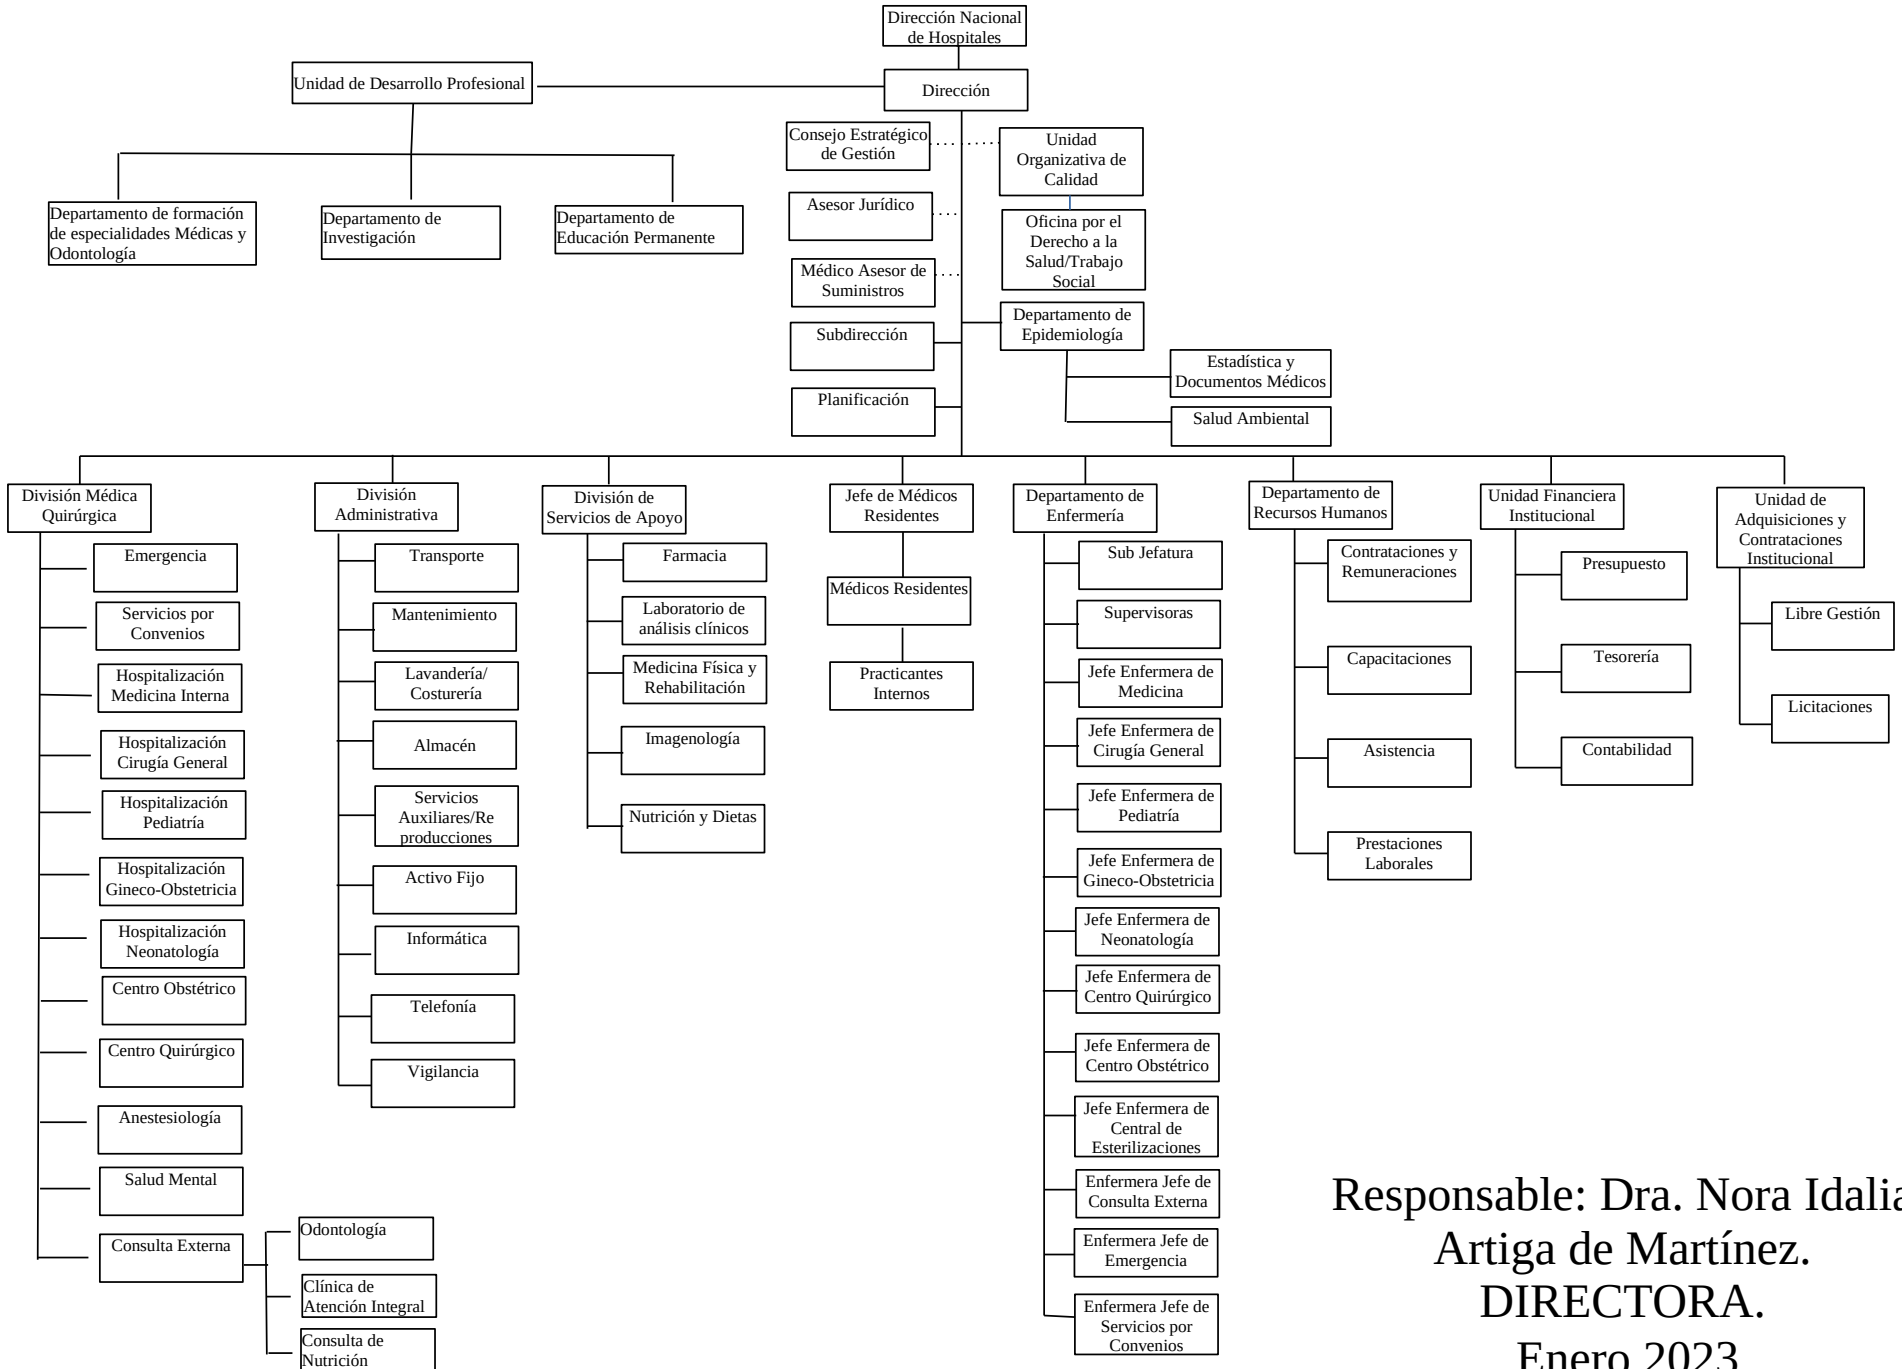 Dirección Nacional
de Hospitales
Unidad de Desarrollo Profesional
Dirección
Consejo Estratégico
de Gestión
Unidad
Organizativa de
Calidad
Asesor Jurídico
Departamento de formación
de especialidades Médicas y
Odontología
Departamento de
Investigación
Departamento de
Educación Permanente
Oficina por el
Derecho a la
Salud/Trabajo
Social
Médico Asesor de
Suministros
Departamento de
Epidemiología
Subdirección
Estadística y
Documentos Médicos
Planificación
Salud Ambiental
División Médica
Quirúrgica
Emergencia
Servicios por
Convenios
Hospitalización
Medicina Interna
Hospitalización
Cirugía General
Hospitalización
Pediatría
Hospitalización
Gineco-Obstetricia
Hospitalización
Neonatología
Centro Obstétrico
Centro Quirúrgico
Anestesiología
Salud Mental
Consulta Externa
Odontología
Clínica de
Atención Integral
Consulta de
Nutrición
División
Administrativa
Transporte
Mantenimiento
Lavandería/
Costurería
Almacén
Servicios
Auxiliares/Re
producciones
Activo Fijo
Informática
Telefonía
Vigilancia
División de
Servicios de Apoyo
Farmacia
Laboratorio de
análisis clínicos
Medicina Física y
Rehabilitación
Imagenología
Nutrición y Dietas
Jefe de Médicos
Residentes
Médicos Residentes
Practicantes
Internos
Departamento de
Enfermería
Sub Jefatura
Supervisoras
Jefe Enfermera de
Medicina
Jefe Enfermera de
Cirugía General
Jefe Enfermera de
Pediatría
Jefe Enfermera de
Gineco-Obstetricia
Jefe Enfermera de
Neonatología
Jefe Enfermera de
Centro Quirúrgico
Jefe Enfermera de
Centro Obstétrico
Jefe Enfermera de
Central de
Esterilizaciones
Enfermera Jefe de
Consulta Externa
Enfermera Jefe de
Emergencia
Enfermera Jefe de
Servicios por
Convenios
Departamento de
Recursos Humanos
Contrataciones y
Remuneraciones
Capacitaciones
Asistencia
Prestaciones
Laborales
Unidad Financiera
Institucional
Presupuesto
Tesorería
Contabilidad
Unidad de
Adquisiciones y
Contrataciones
Institucional
Libre Gestión
Licitaciones
Responsable: Dra. Nora Idalia
Artiga de Martínez.
DIRECTORA.
Enero 2023